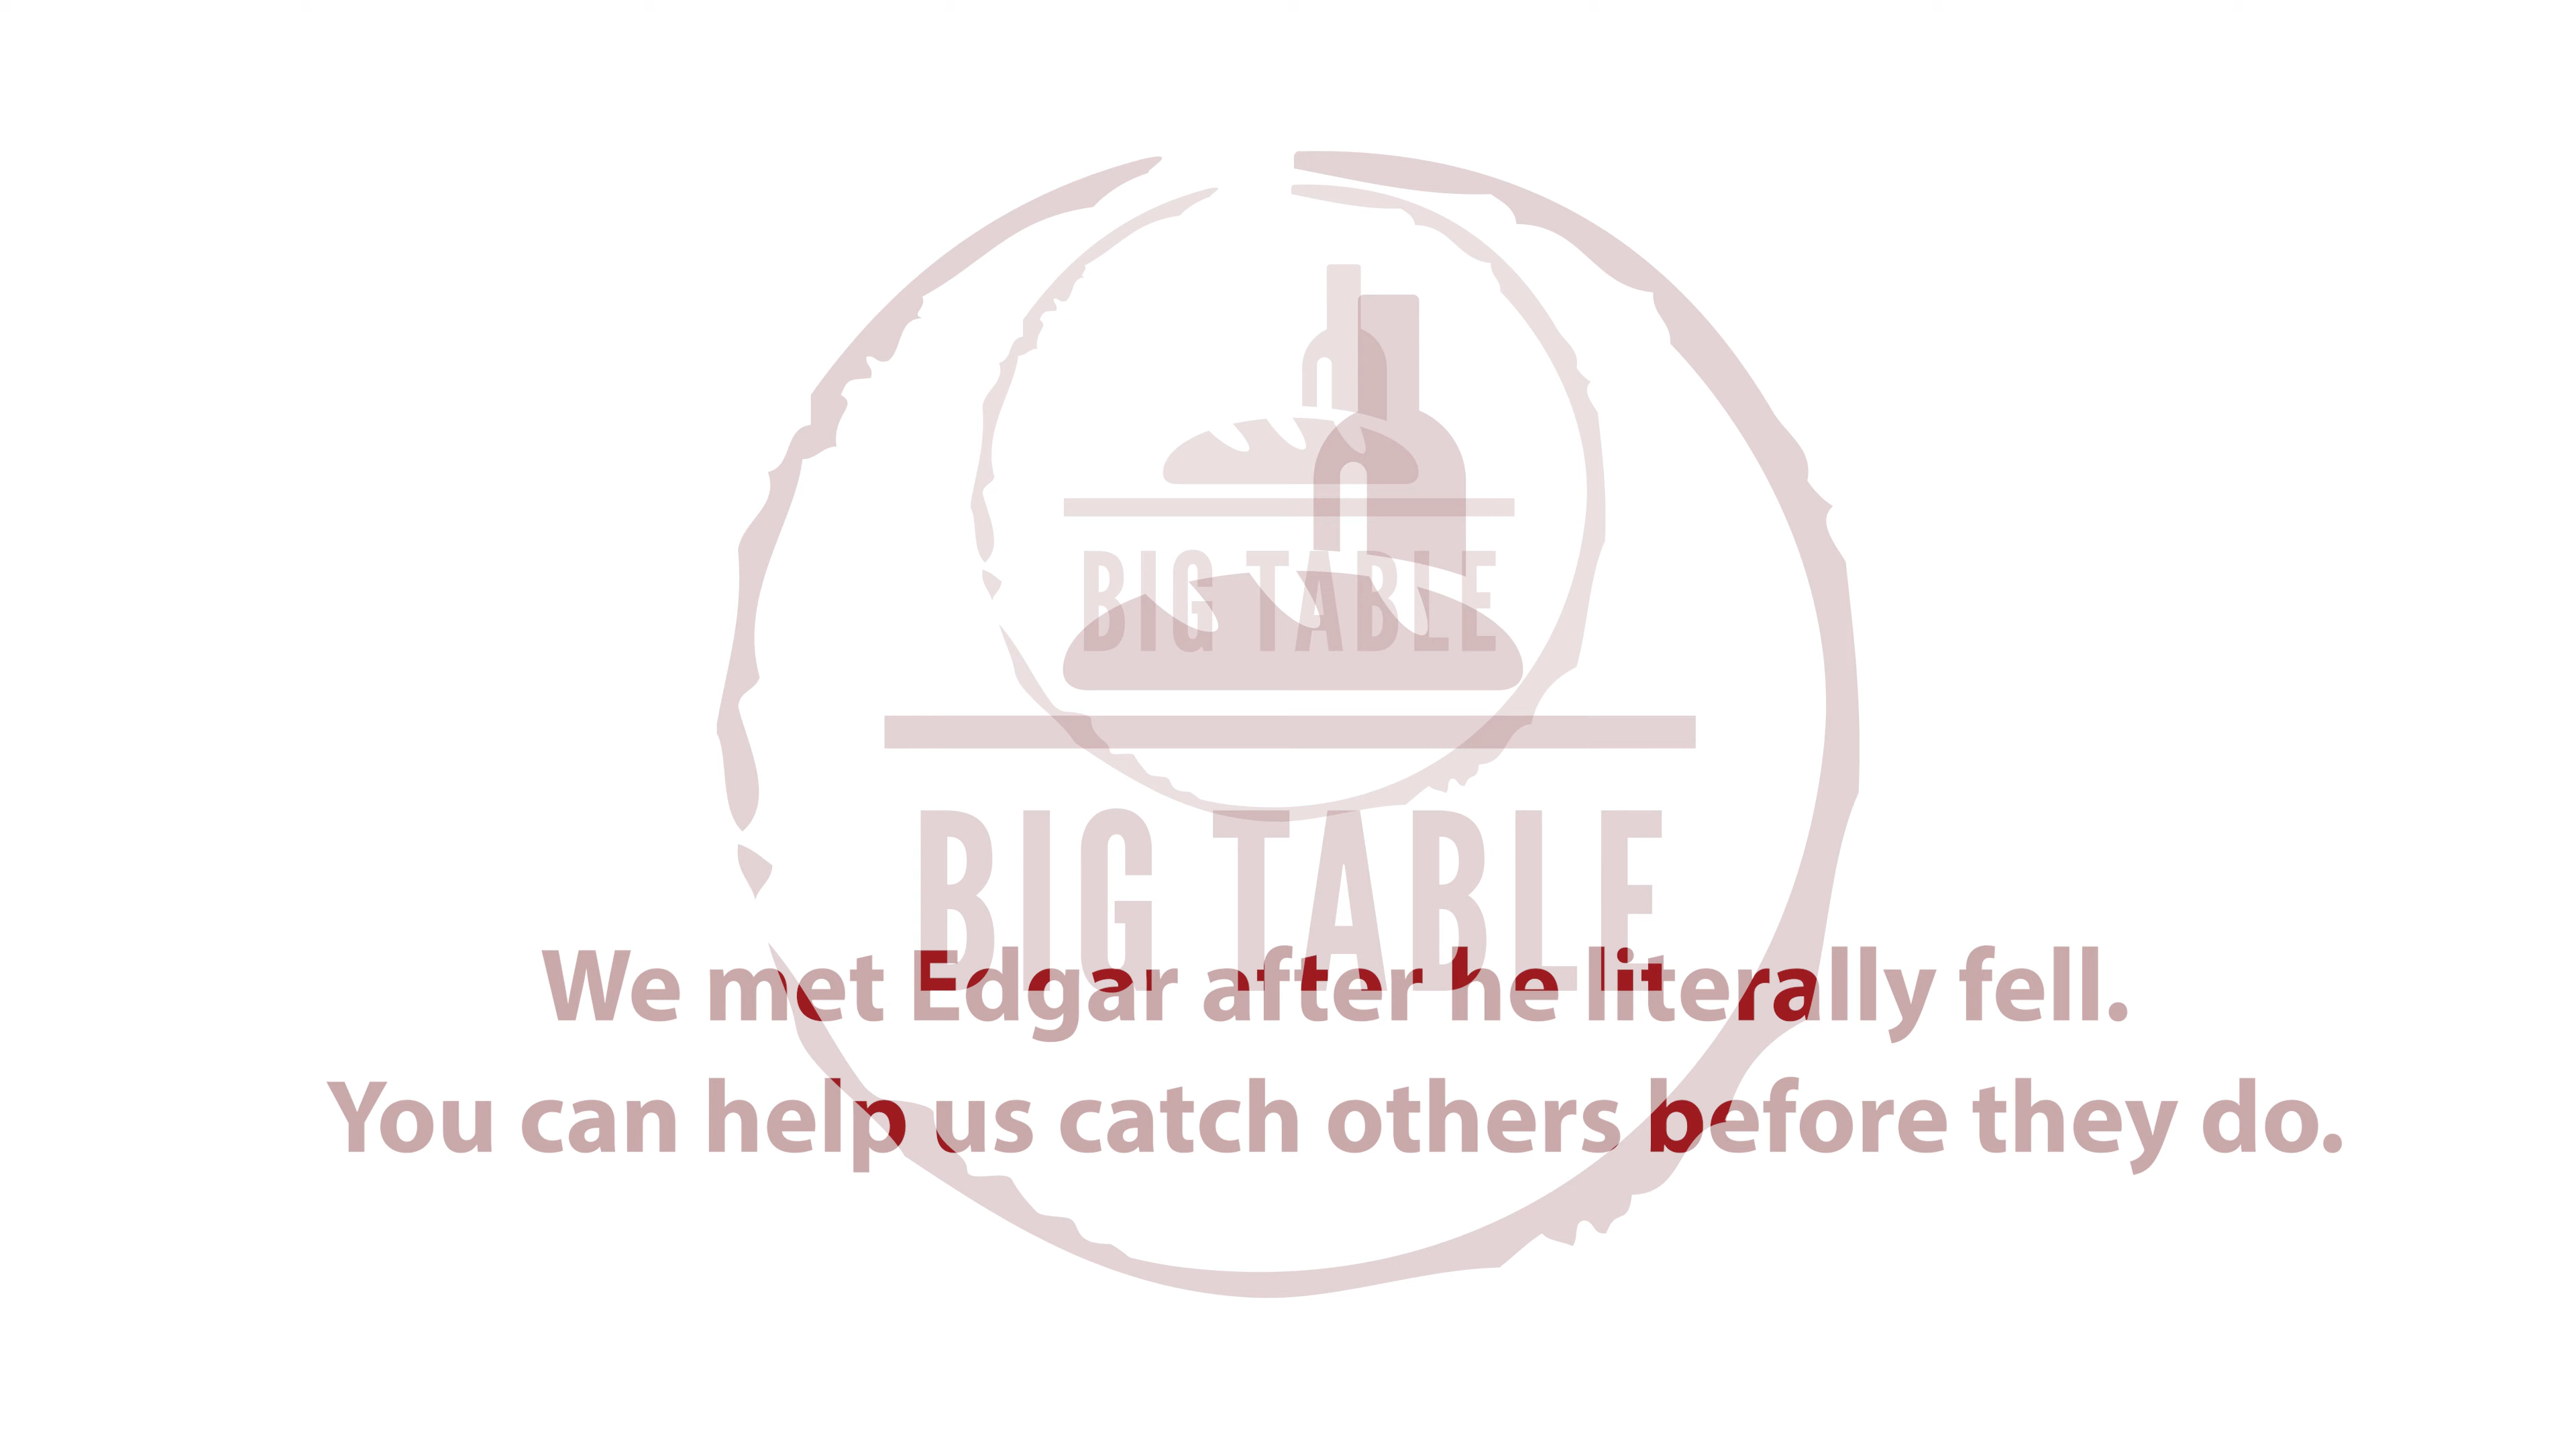 BIG TABLE
BIG TABLE
We met Edgar after he literally fell.
You can help us catch others before they do.